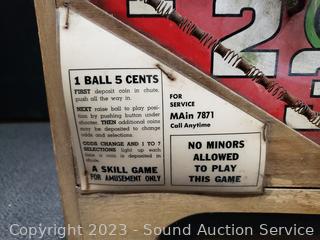 1 BALL 5 CENTS
FIRST deposit coin in chute,
push all the way in.
NEXT raise ball to play position
by pushing button under
shooter. THEN additional coins
may be deposited to change
odds and selections.
ODDS CHANGE AND 1 TO 7
SELECTIONS light up each
time a coin is deposited in
chute.
A SKILL GAME
FOR AMUSEMENT ONLY
FOR
SERVICE
MAin 7871
Call Anytime
NO MINORS
ALLOWED
TO PLAY
THIS GAME
2
3
Copyright 2023 - Sound Auction Service